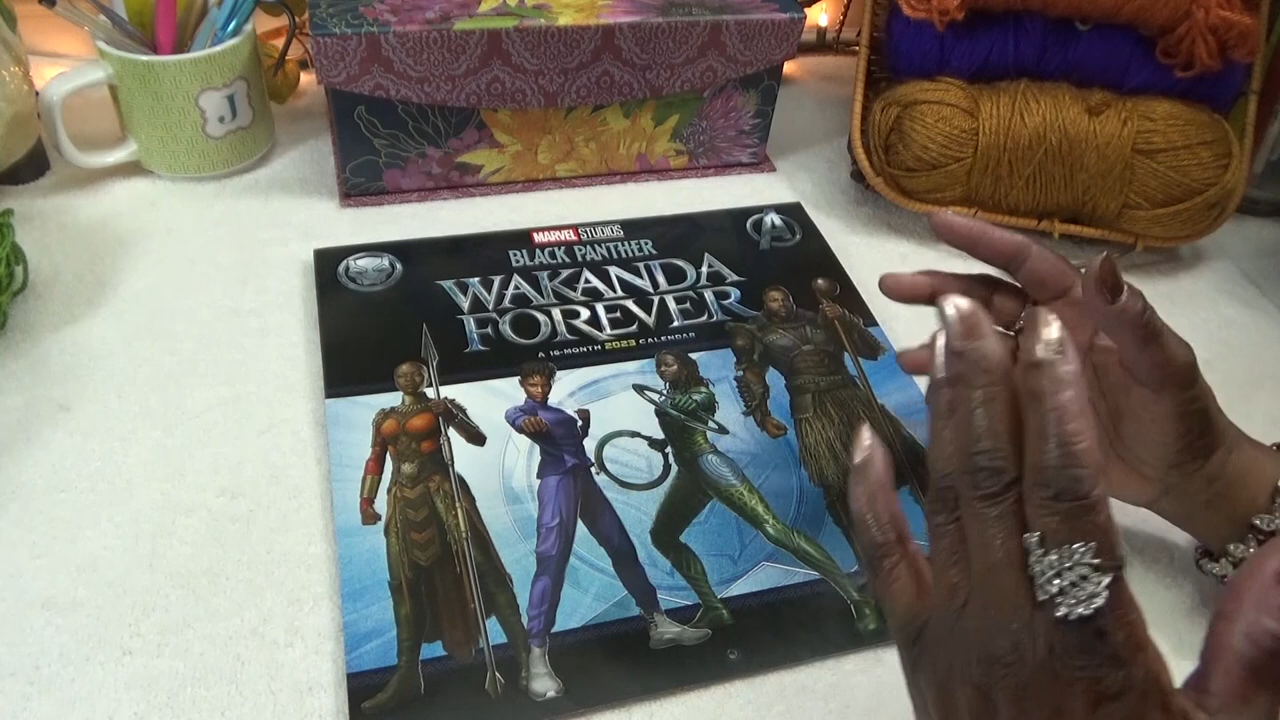 J
MARVEL STUDIOS
BLACK PANTHER
WAKANDA
FOREVER
A 16-MONTH 2023 CALENDAR